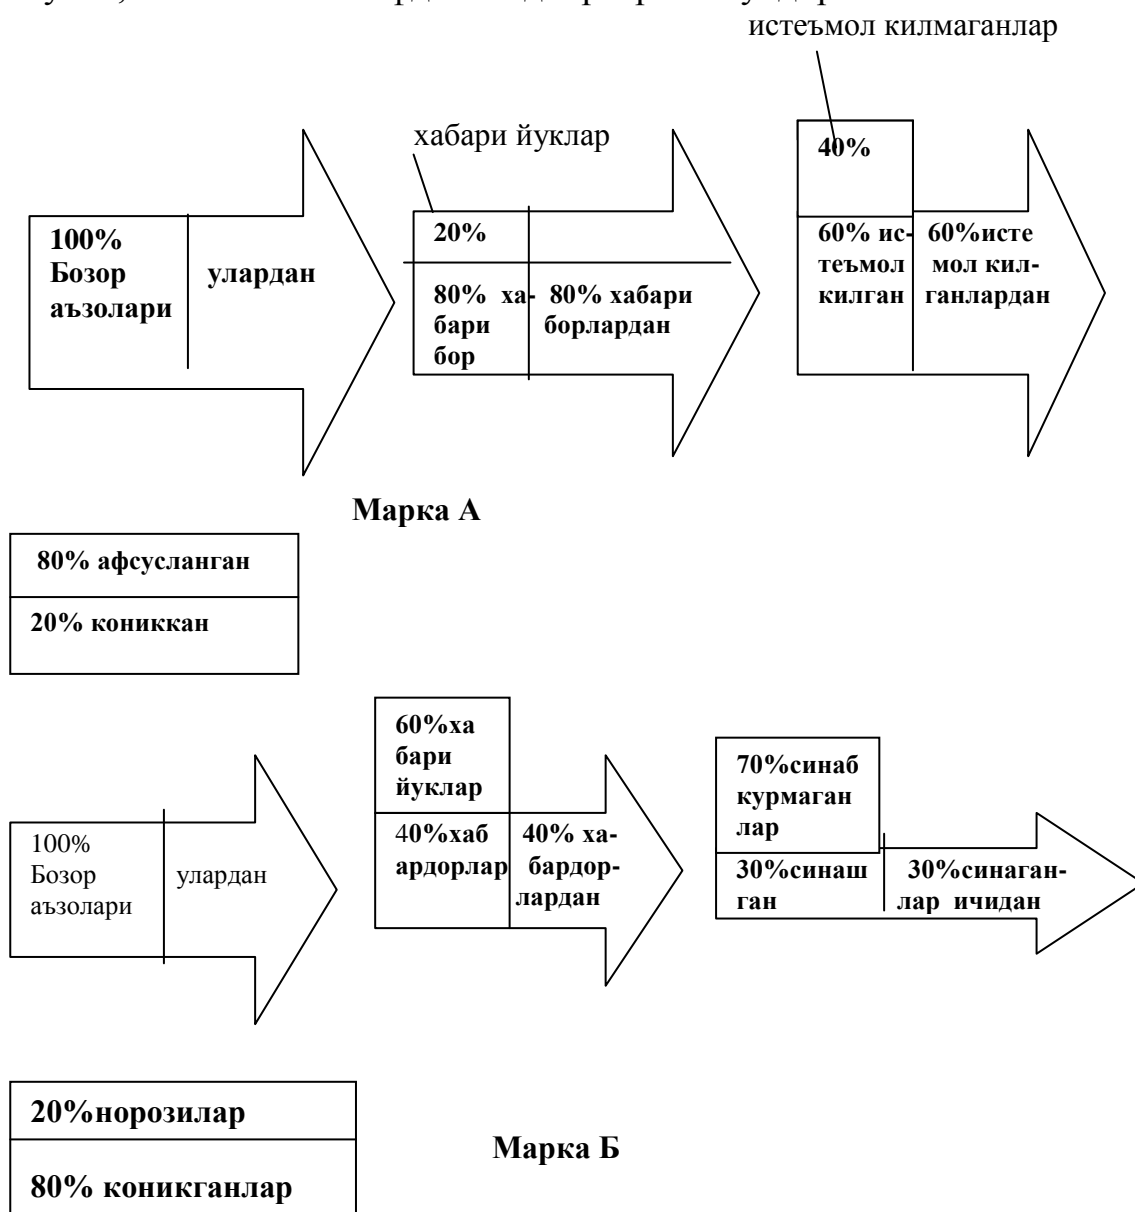 истеъмол килмаганлар
хабари йуклар
40%
100%
Бозор
аъзолари
улардан
20%
80% ха-
бари
бор
80% хабари
борлардан
60% ис-
теъмол
килган
60%исте
мол кил-
ганлардан
Марка А
80% афсусланган
20% кониккан
60%ха
бари
йуклар
40%хаб
ардорлар
40% ха-
бардор-
лардан
70%синаб
курмаган
лар
30%синаш
ган
30%синаган-
лар ичидан
100%
Бозор
аъзолари
улардан
20%норозилар
80% коникганлар
Марка Б